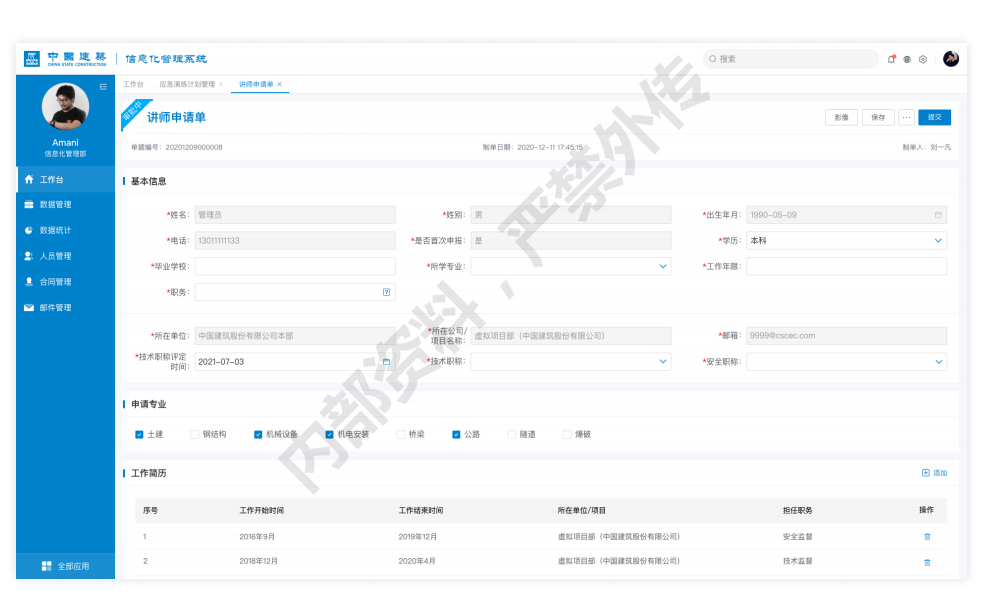 中国建筑 信息化管理系统 搜索
CHINA STATE CONSTRUCTION
工作台 应急演练计划管理 × 讲师申请单 ×
审批中 讲师申请单 影像 保存 ··· 提交
单据编号: 20201209000008 制单日期: 2020-12-11 17:45:15 制单人: 刘一凡
Amani
信息化管理部
工作台
数据管理
数据统计
人员管理
合同管理
邮件管理
全部应用
基本信息
*姓名: 管理员 *性别: 男 *出生年月: 1990-05-09
*电话: 13011111133 *是否首次申报: 是 *学历: 本科
*毕业学校: *所学专业: *工作年限:
*职务:
*所在单位: 中国建筑股份有限公司本部 *所在公司/项目名称: 虚拟项目部（中国建筑股份有限公司） *邮箱: 9999@cscec.com
*技术职称评定时间: 2021-07-03 *技术职称: *安全职称:
申请专业
土建 钢结构 机械设备 机电安装 桥梁 公路 隧道 爆破
工作简历 添加
序号 工作开始时间 工作结束时间 所在单位/项目 担任职务 操作
1 2016年9月 2019年12月 虚拟项目部（中国建筑股份有限公司） 安全监督
2 2018年12月 2020年4月 虚拟项目部（中国建筑股份有限公司） 技术监督
内部资料，严禁外传